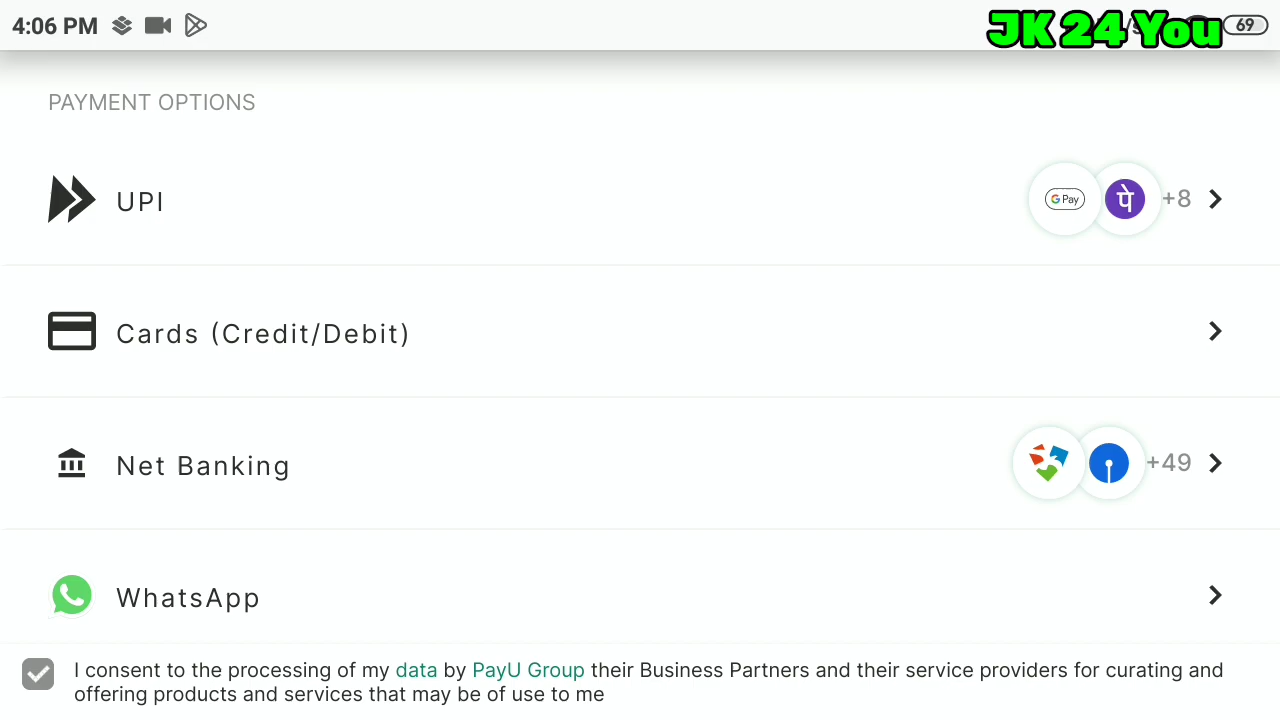 4:06 PM
JK 24 You
69
PAYMENT OPTIONS
UPI
G Pay
पे
+8
Cards (Credit/Debit)
Net Banking
+49
WhatsApp
I consent to the processing of my data by PayU Group their Business Partners and their service providers for curating and
offering products and services that may be of use to me